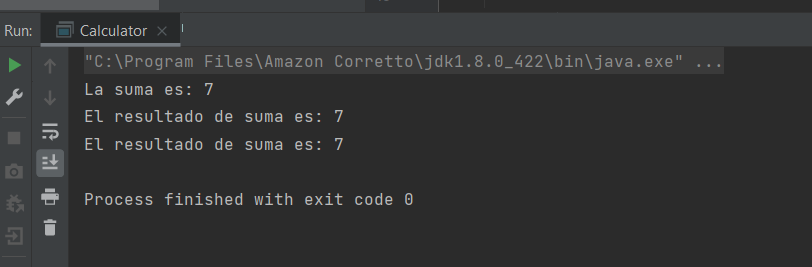 Run: Calculator
"C:\Program Files\Amazon Corretto\jdk1.8.0_422\bin\java.exe" ...
La suma es: 7
El resultado de suma es: 7
El resultado de suma es: 7
Process finished with exit code 0